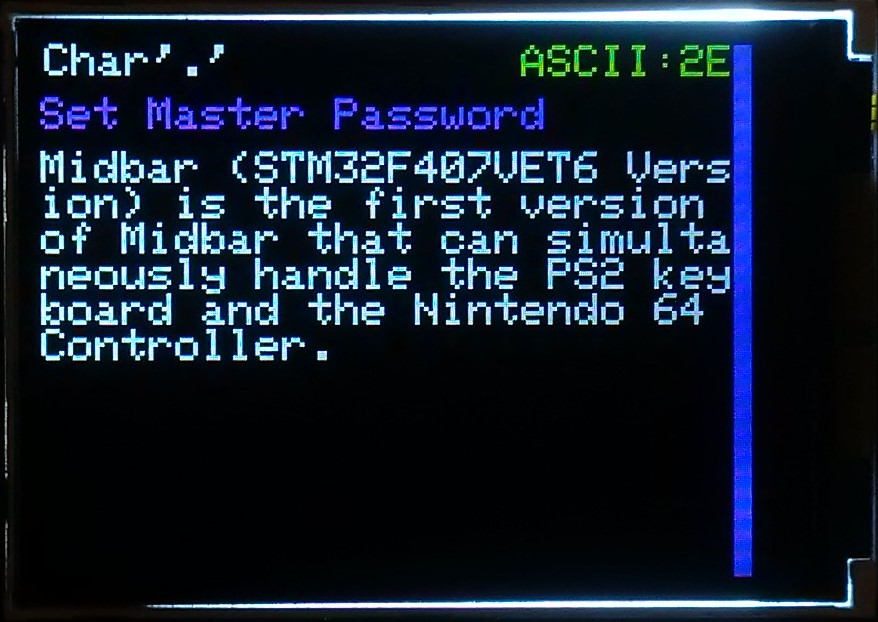 Char'.' ASCII:2E
Set Master Password
Midbar (STM32F407VET6 Vers
ion) is the first version
of Midbar that can simulta
neously handle the PS2 key
board and the Nintendo 64
Controller.